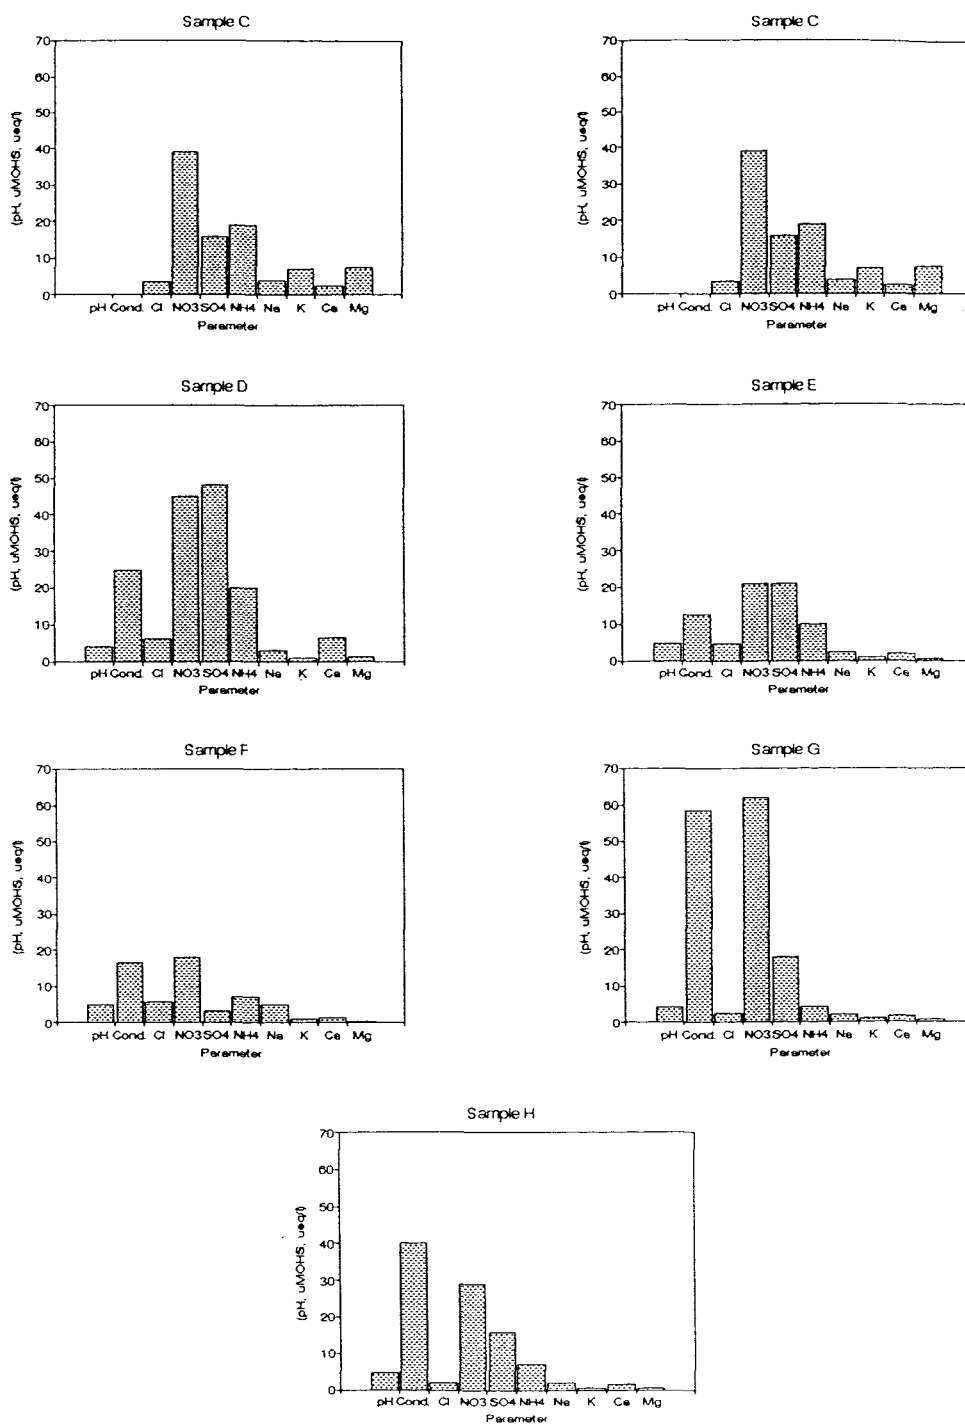 Sample C
70
60
50
40
30
20
10
0
(pH, uMOHS, ueq/l)
pH Cond. Cl NO3 SO4 NH4 Na K Ca Mg
Parameter
Sample C
70
60
50
40
30
20
10
0
(pH, uMOHS, ueq/l)
pH Cond. Cl NO3 SO4 NH4 Na K Ca Mg
Parameter
Sample D
70
60
50
40
30
20
10
0
(pH, uMOHS, ueq/l)
pH Cond. Cl NO3 SO4 NH4 Na K Ca Mg
Parameter
Sample E
70
60
50
40
30
20
10
0
(pH, uMOHS, ueq/l)
pH Cond. Cl NO3 SO4 NH4 Na K Ca Mg
Parameter
Sample F
70
60
50
40
30
20
10
0
(pH, uMOHS, ueq/l)
pH Cond. Cl NO3 SO4 NH4 Na K Ca Mg
Parameter
Sample G
70
60
50
40
30
20
10
0
(pH, uMOHS, ueq/l)
pH Cond. Cl NO3 SO4 NH4 Na K Ca Mg
Parameter
Sample H
70
60
50
40
30
20
10
0
(pH, uMOHS, ueq/l)
pH Cond. Cl NO3 SO4 NH4 Na K Ca Mg
Parameter